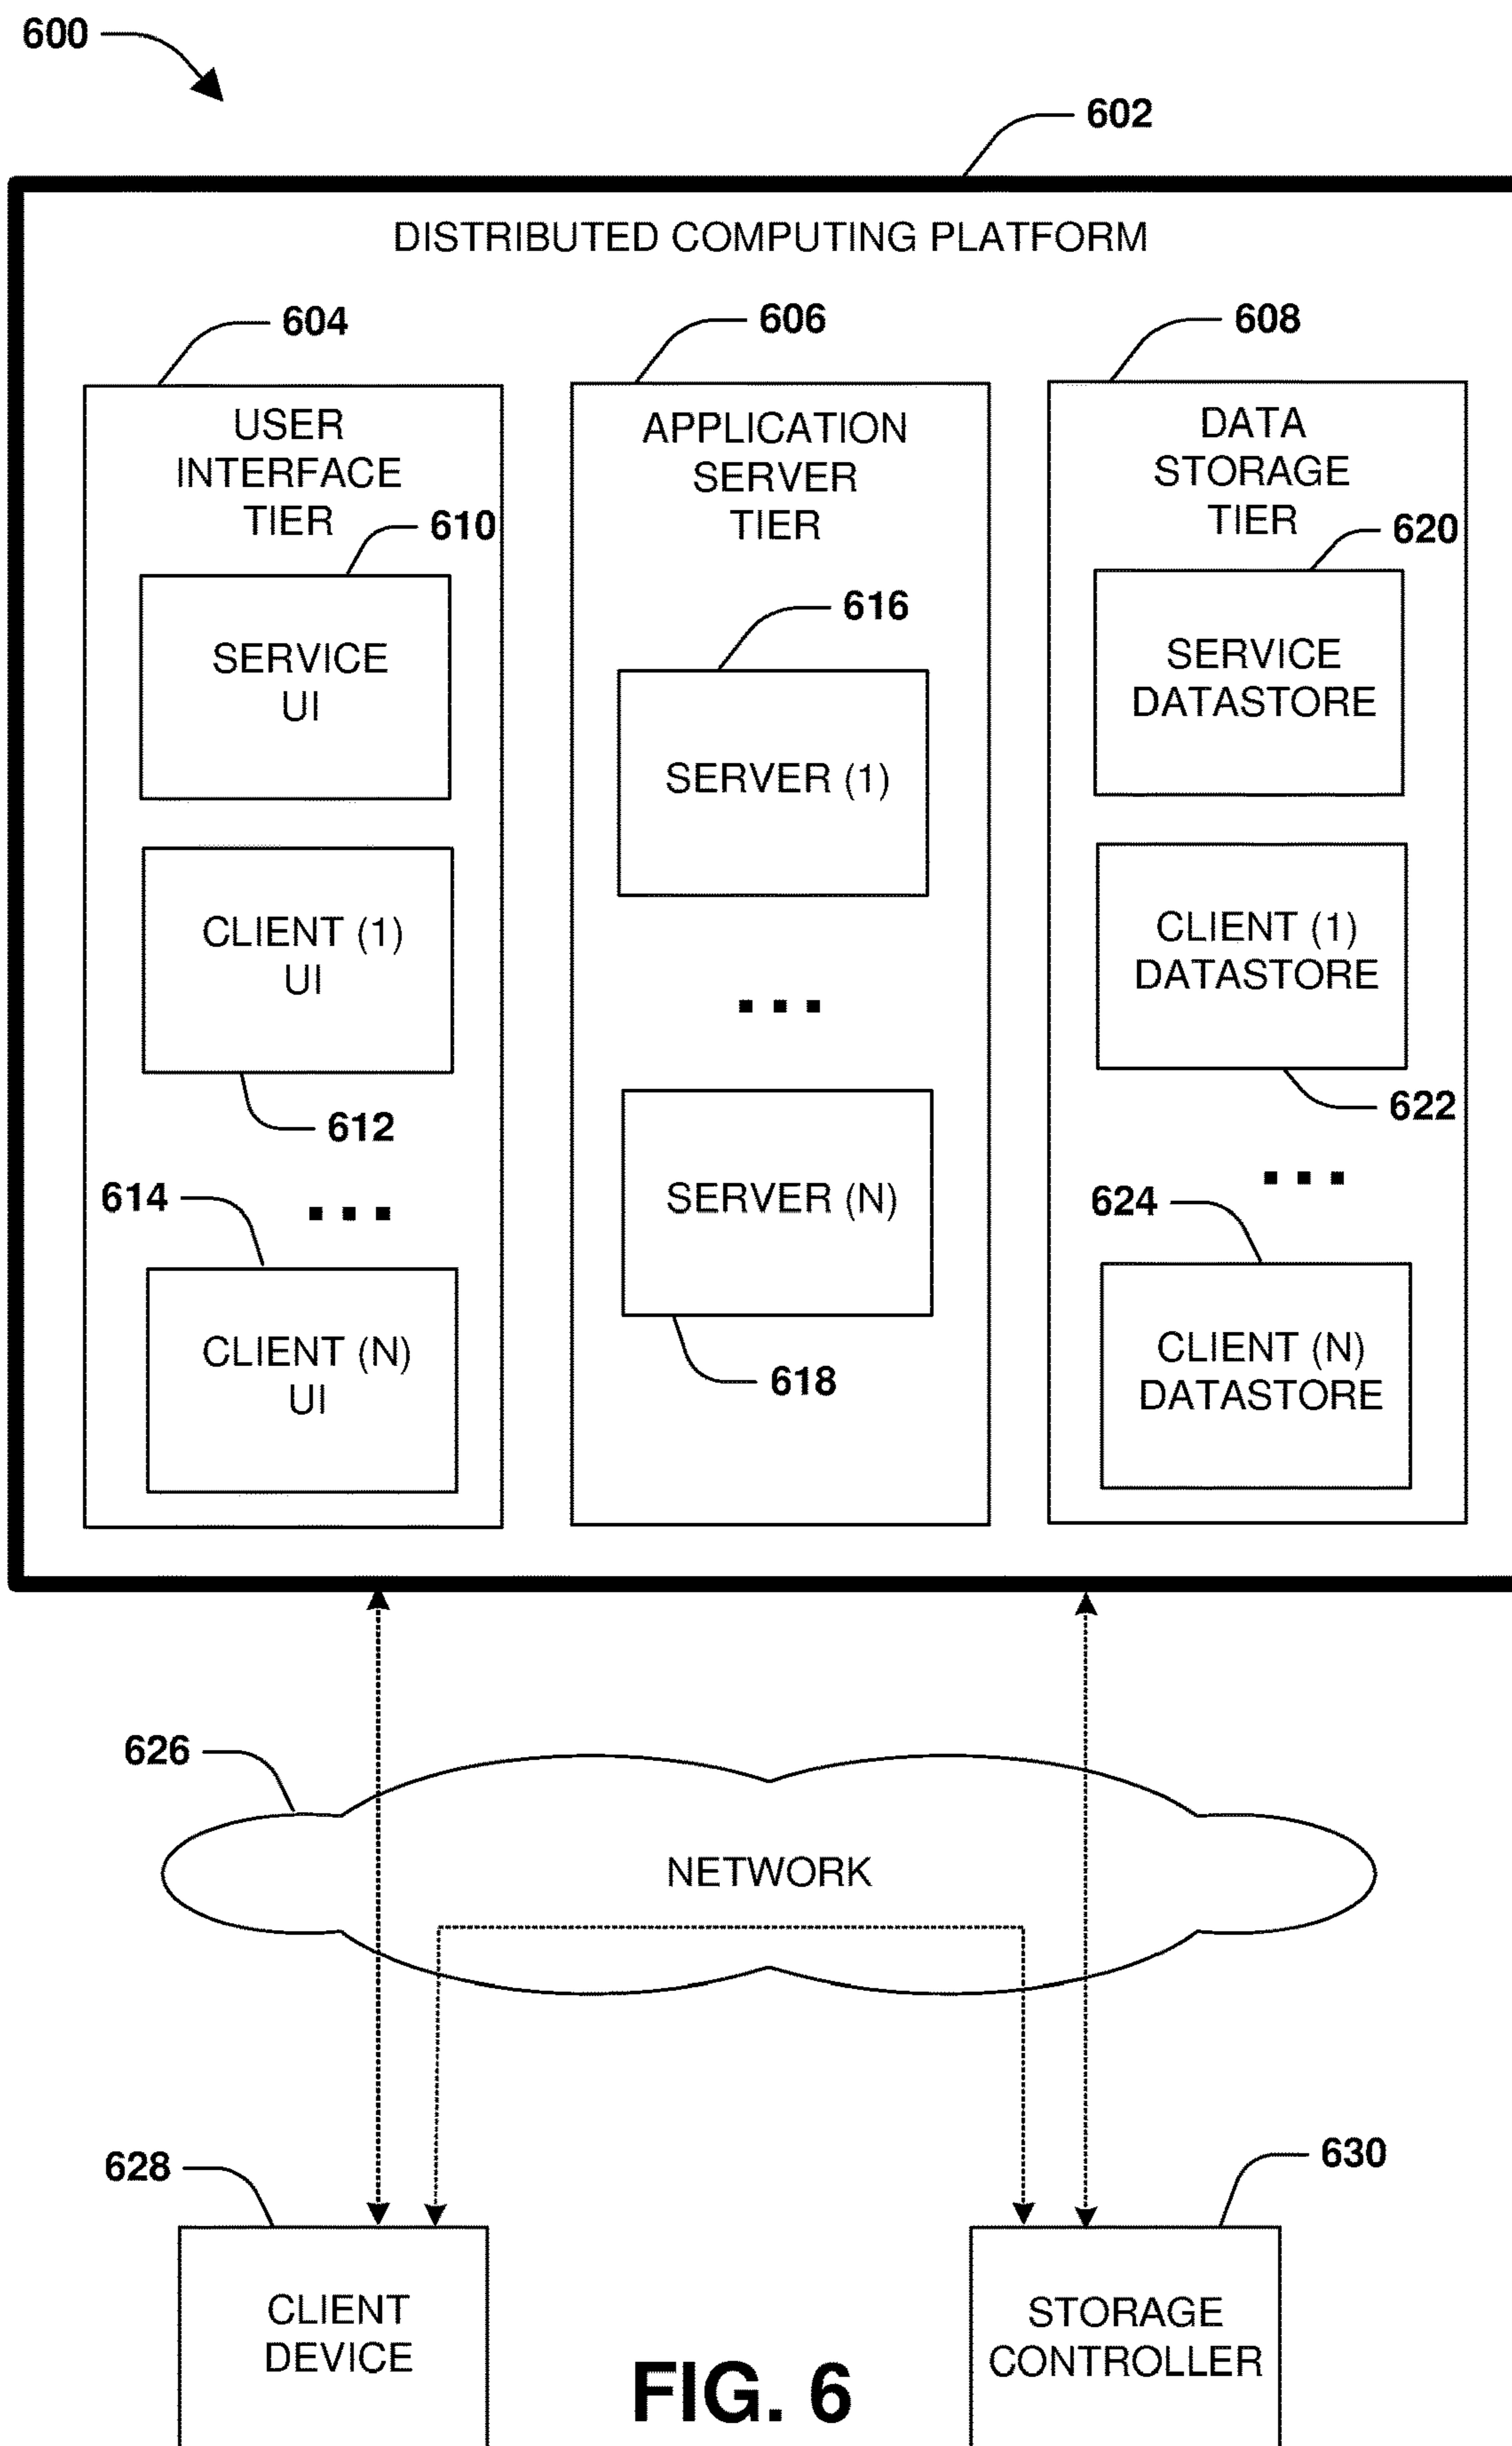 600
602
DISTRIBUTED COMPUTING PLATFORM
604
606
608
USER
INTERFACE
TIER
610
SERVICE
UI
CLIENT (1)
UI
612
614
...
CLIENT (N)
UI
APPLICATION
SERVER
TIER
616
SERVER (1)
...
SERVER (N)
618
DATA
STORAGE
TIER
620
SERVICE
DATASTORE
CLIENT (1)
DATASTORE
622
...
624
CLIENT (N)
DATASTORE
626
NETWORK
628
630
CLIENT
DEVICE
STORAGE
CONTROLLER
FIG. 6